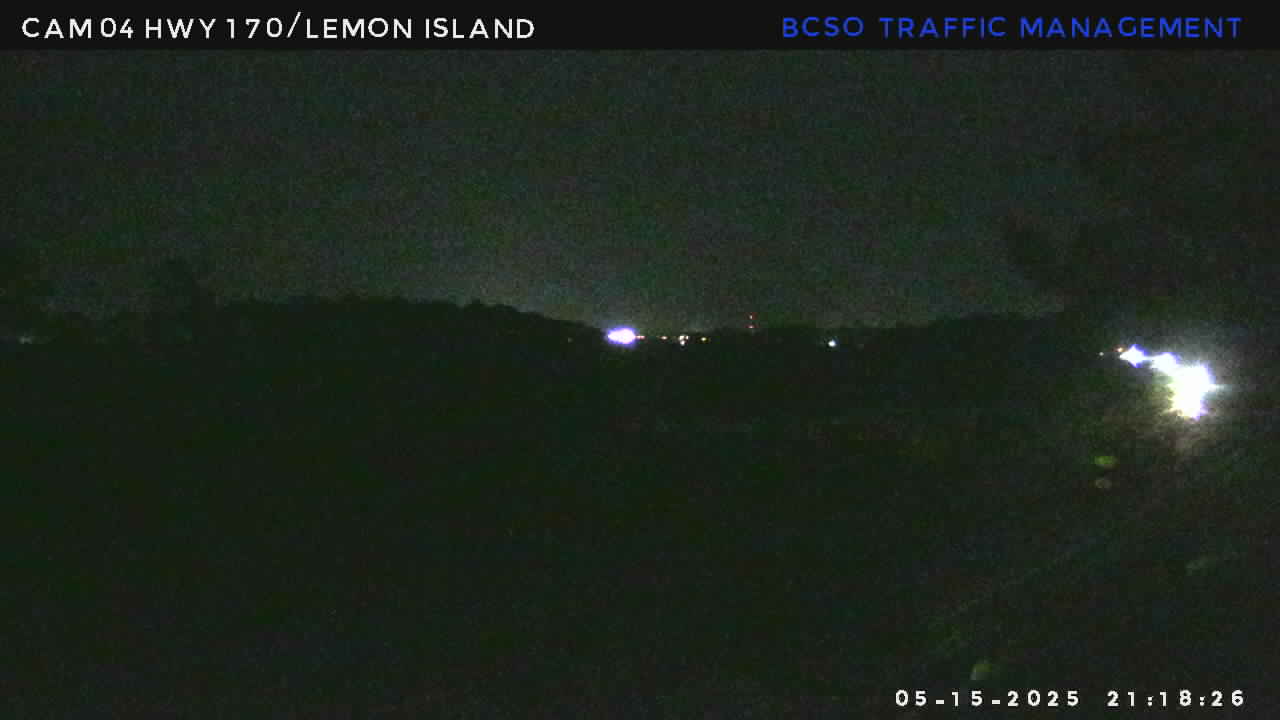 CAM04 HWY 170/LEMON ISLAND
BCSO TRAFFIC MANAGEMENT
05-15-2025 21:18:26